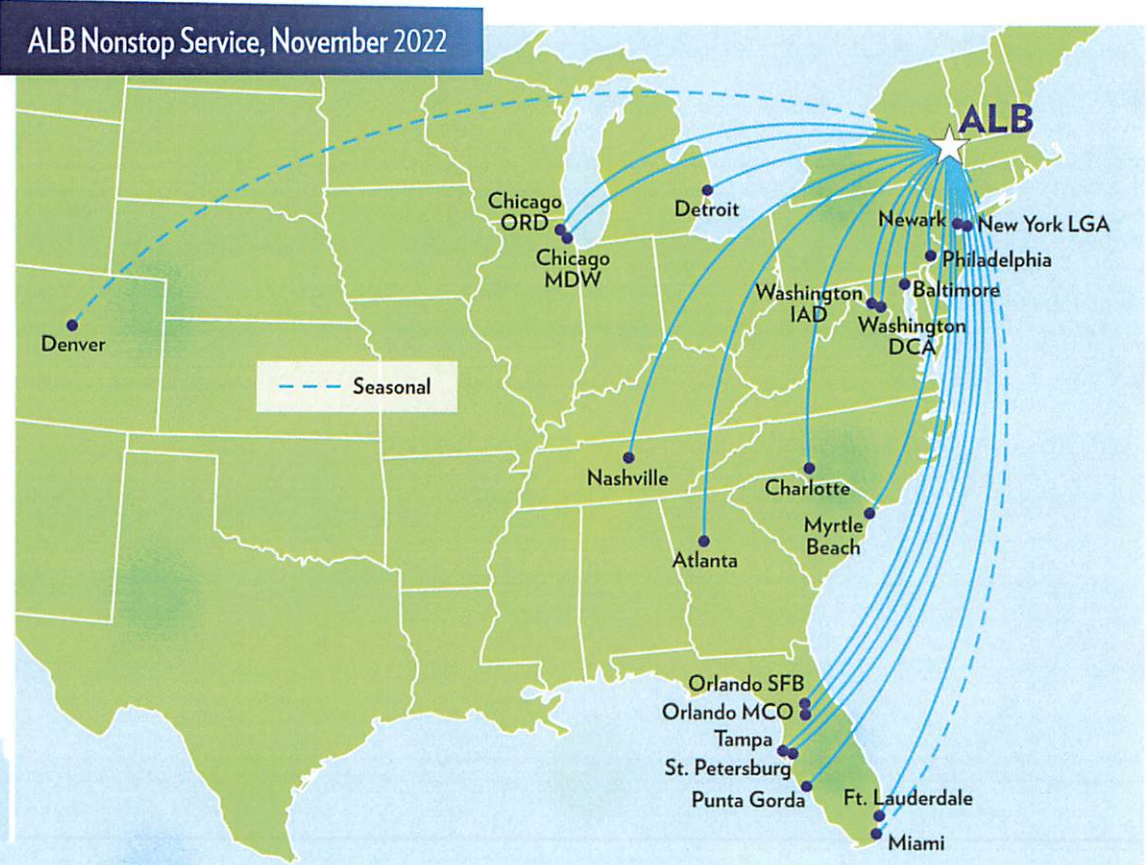 ALB Nonstop Service, November 2022
ALB
Chicago
ORD
Detroit
Newark
New York LGA
Chicago
MDW
Philadelphia
Washington
IAD
Baltimore
Washington
DCA
Denver
Seasonal
Nashville
Charlotte
Myrtle
Beach
Atlanta
Orlando SFB
Orlando MCO
Tampa
St. Petersburg
Punta Gorda
Ft. Lauderdale
Miami